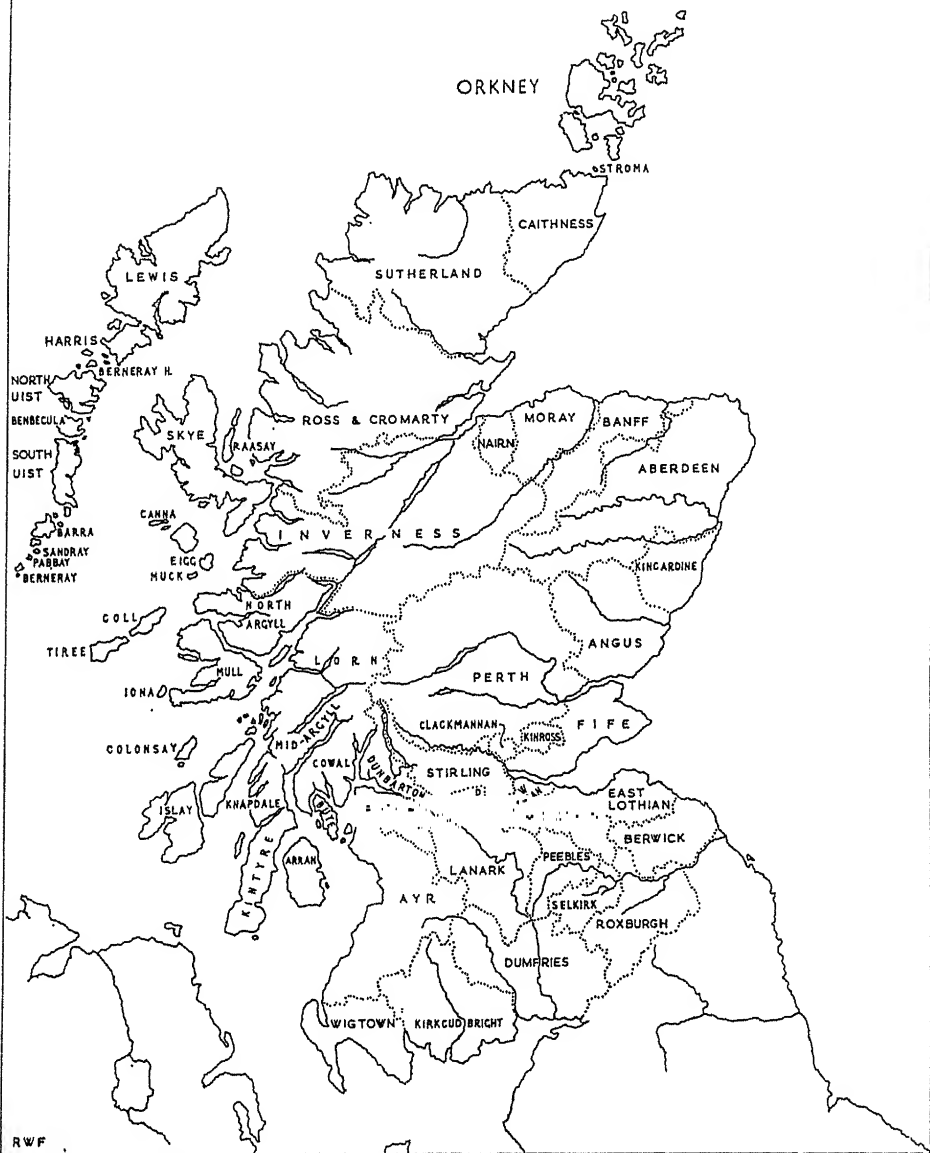 ORKNEY
STROMA
CAITHNESS
SUTHERLAND
LEWIS
HARRIS
BERNERAY H.
NORTH
UIST
BENBECULA
SOUTH
UIST
SKYE
RAASAY
ROSS & CROMARTY
NAIRN
MORAY
BANFF
ABERDEEN
CANNA
BARRA
SANDRAY
PABBAY
BERNERAY
INVERNESS
EIGG
MUCK
KINCARDINE
NORTH
ARGYLL
COLL
TIREE
MULL
LORN
ANGUS
PERTH
IONA
CLACKMANNAN
KINROSS
FIFE
MID-ARGYLL
COLONSAY
COWAL
DUNBARTON
STIRLING
ISLAY
KNAPDALE
BUTE
EAST
LOTHIAN
BERWICK
KINTYRE
ARRAN
PEEBLES
LANARK
AYR
SELKIRK
ROXBURGH
DUMFRIES
WIGTOWN
KIRKCUDBRIGHT
RWF